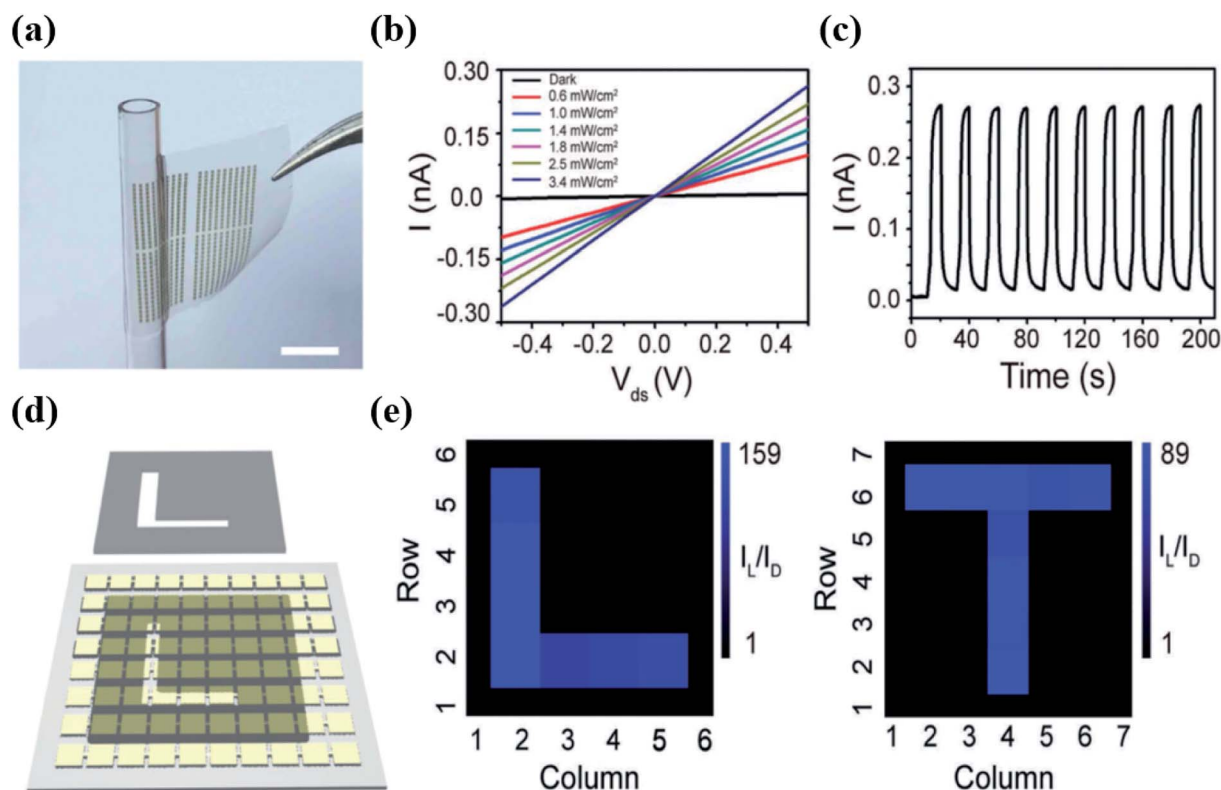 (a)
(b)
0.30
0.15
0.0
-0.15
-0.30
I (nA)
Dark
0.6 mW/cm²
1.0 mW/cm²
1.4 mW/cm²
1.8 mW/cm²
2.5 mW/cm²
3.4 mW/cm²
-0.4 -0.2 0.0 0.2 0.4
V_ds (V)
(c)
0.3
0.2
0.1
0.0
I (nA)
0 40 80 120 160 200
Time (s)
(d)
(e)
6
5
4
3
2
1
Row
1 2 3 4 5 6
Column
159
I_L/I_D
1
7
6
5
4
3
2
1
Row
1 2 3 4 5 6 7
Column
89
I_L/I_D
1